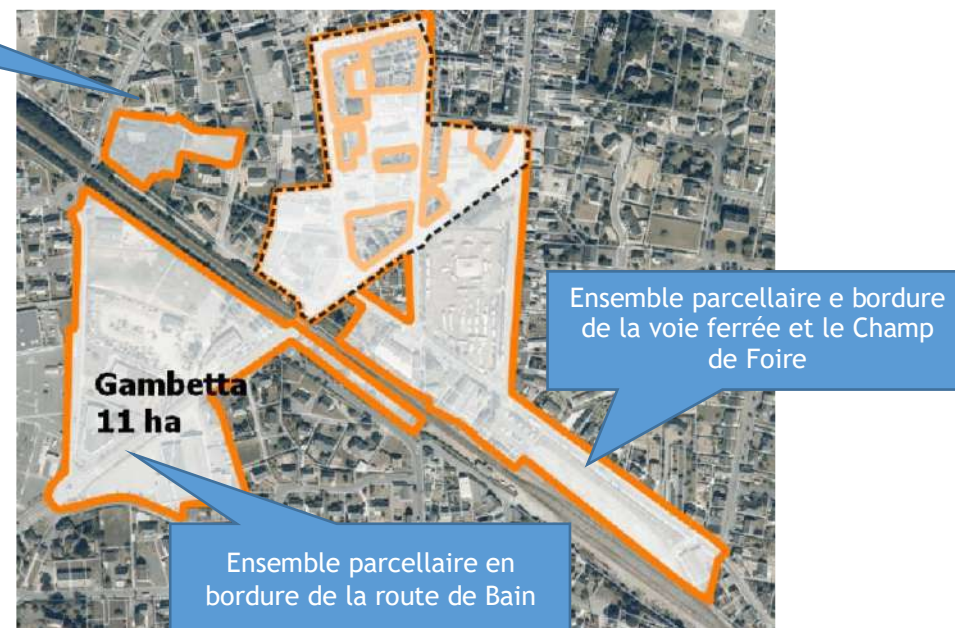 Ensemble parcellaire e bordure
de la voie ferrée et le Champ
de Foire
Gambetta
11 ha
Ensemble parcellaire en
bordure de la route de Bain